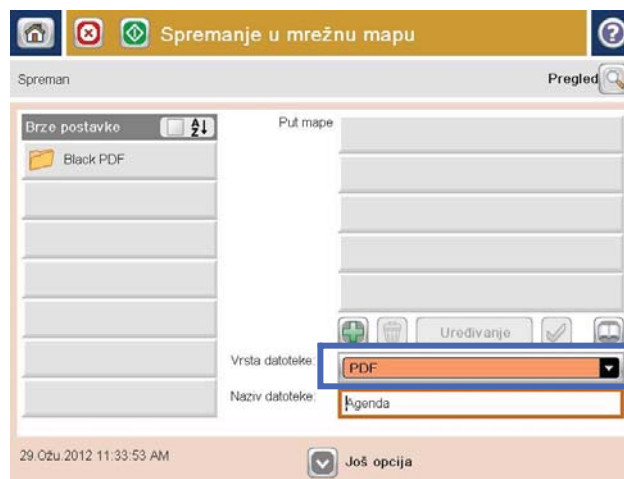 Spremanje u mrežnu mapu
Spreman
Pregled
Brze postavke
Put mape
Black PDF
Uređivanje
Vrsta datoteke:
PDF
Naziv datoteke:
Agenda
29.Ožu.2012 11:33:53 AM
Još opcija